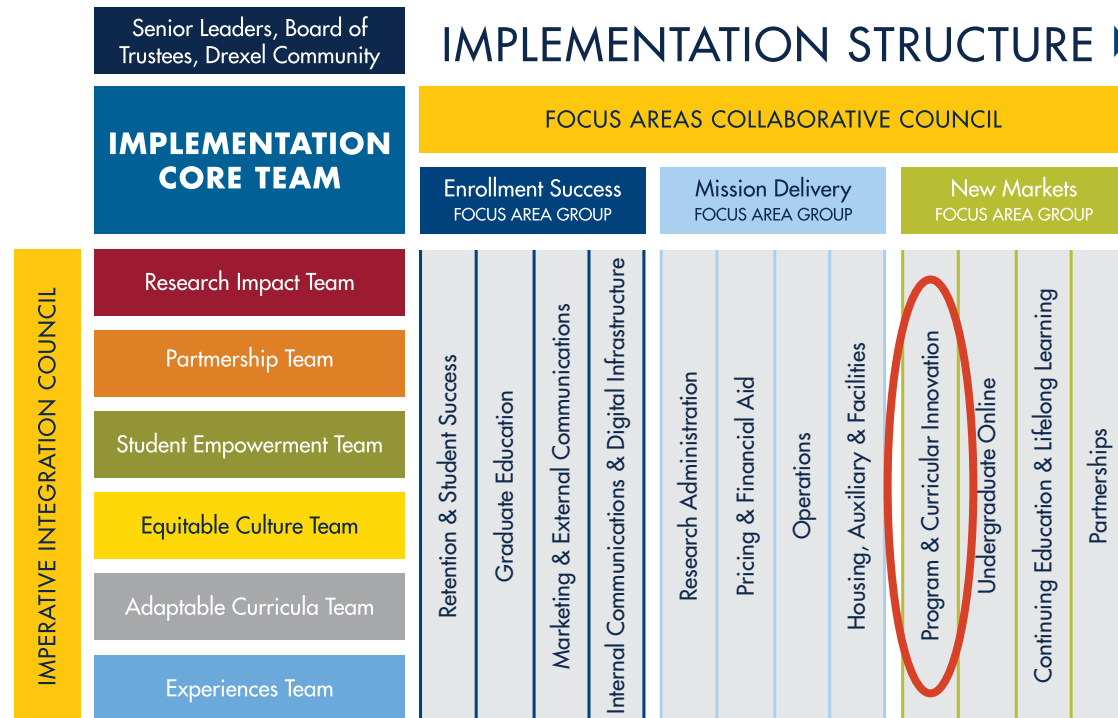 Senior Leaders, Board of
Trustees, Drexel Community
IMPLEMENTATION STRUCTURE
IMPLEMENTATION
CORE TEAM
FOCUS AREAS COLLABORATIVE COUNCIL
Enrollment Success
FOCUS AREA GROUP
Mission Delivery
FOCUS AREA GROUP
New Markets
FOCUS AREA GROUP
IMPERATIVE INTEGRATION COUNCIL
Research Impact Team
Partmership Team
Student Empowerment Team
Equitable Culture Team
Adaptable Curricula Team
Experiences Team
Retention & Student Success
Graduate Education
Marketing & External Communications
Internal Communications & Digital Infrastructure
Research Administration
Pricing & Financial Aid
Operations
Housing, Auxiliary & Facilities
Program & Curricular Innovation
Undergraduate Online
Continuing Education & Lifelong Learning
Partnerships